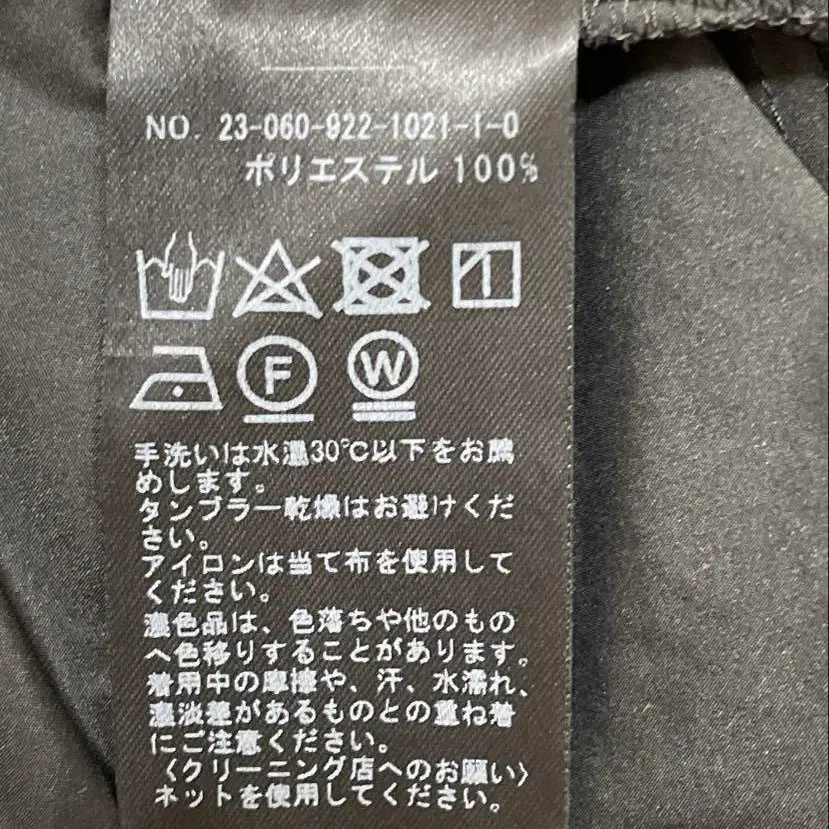 NO. 23-060-922-1021-1-0
ポリエステル 100%
F
W
手洗いは水温30℃以下をお薦
めします。
タンブラー乾燥はお避けくだ
さい。
アイロンは当て布を使用して
ください。
濃色品は、色落ちや他のもの
へ色移りすることがあります。
着用中の摩擦や、汗、水濡れ、
濃淡差があるものとの重ね着
にご注意ください。
〈クリーニング店へのお願い〉
ネットを使用してください。